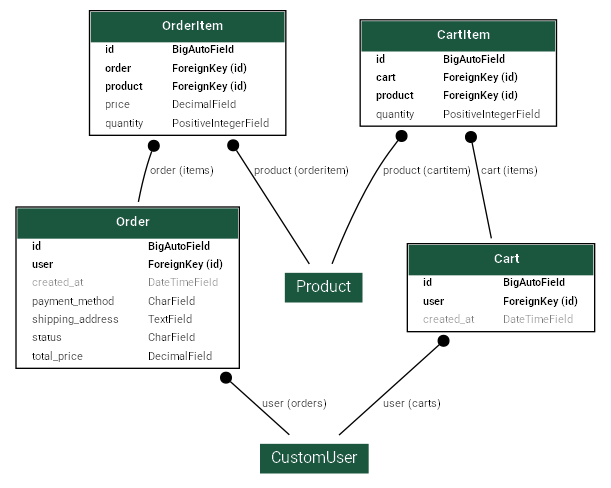 OrderItem
id BigAutoField
order ForeignKey (id)
product ForeignKey (id)
price DecimalField
quantity PositiveIntegerField
CartItem
id BigAutoField
cart ForeignKey (id)
product ForeignKey (id)
quantity PositiveIntegerField
order (items)
product (orderitem)
product (cartitem)
cart (items)
Order
id BigAutoField
user ForeignKey (id)
created_at DateTimeField
payment_method CharField
shipping_address TextField
status CharField
total_price DecimalField
Product
Cart
id BigAutoField
user ForeignKey (id)
created_at DateTimeField
user (orders)
user (carts)
CustomUser